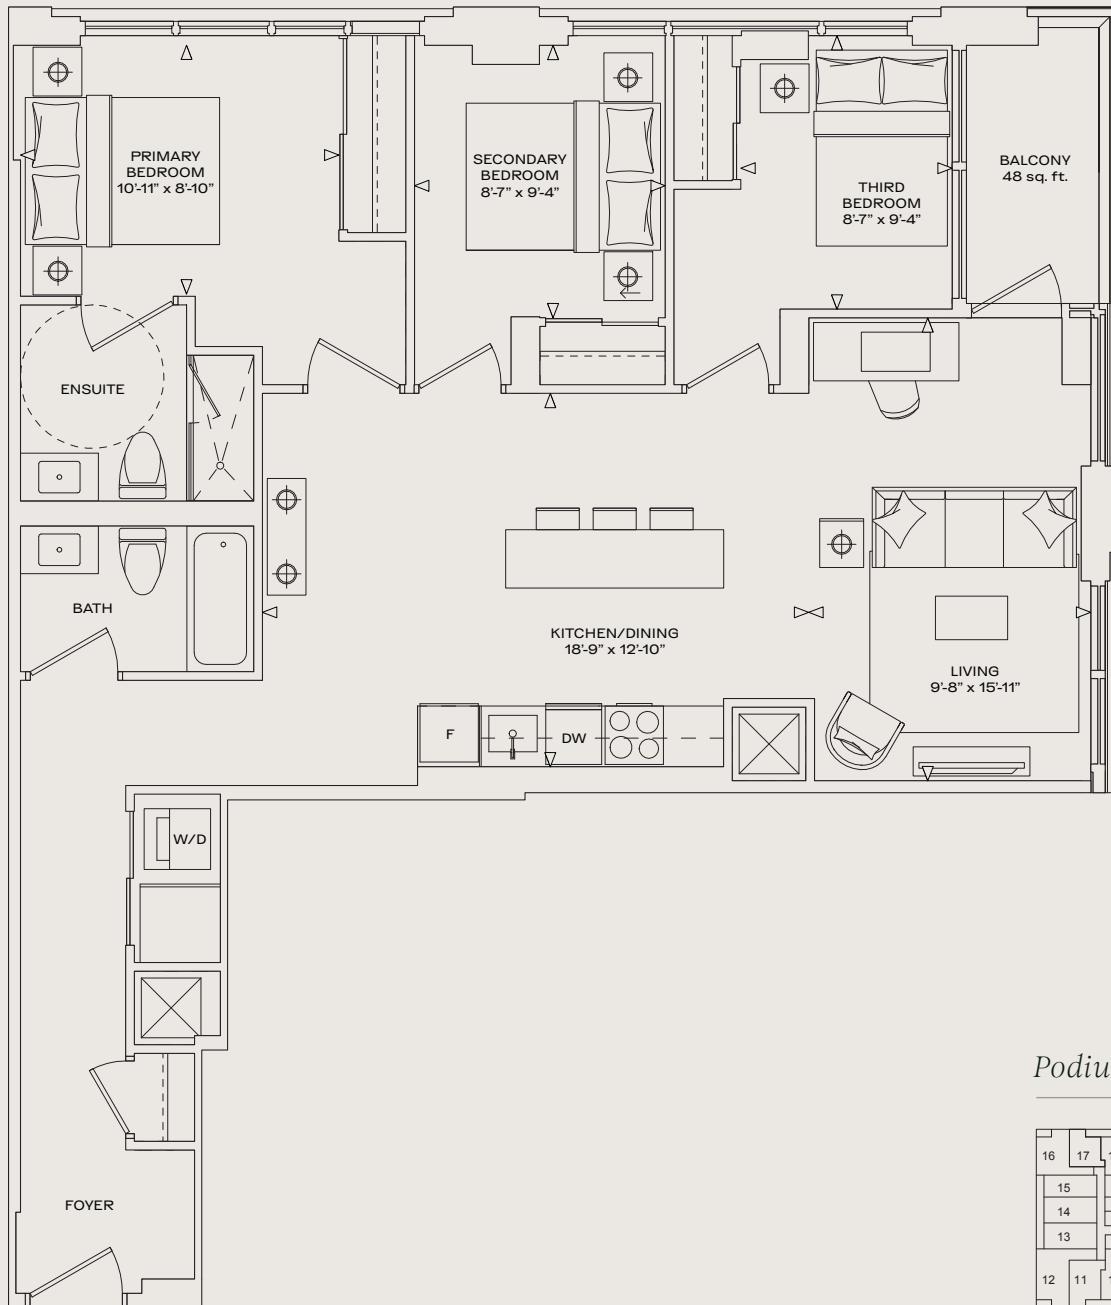 PRIMARY
BEDROOM
10'-11" x 8'-10"
SECONDARY
BEDROOM
8'-7" x 9'-4"
THIRD
BEDROOM
8'-7" x 9'-4"
BALCONY
48 sq. ft.
ENSUITE
BATH
KITCHEN/DINING
18'-9" x 12'-10"
LIVING
9'-8" x 15'-11"
F
DW
W/D
FOYER
Podiu
16
17
15
14
13
12
11